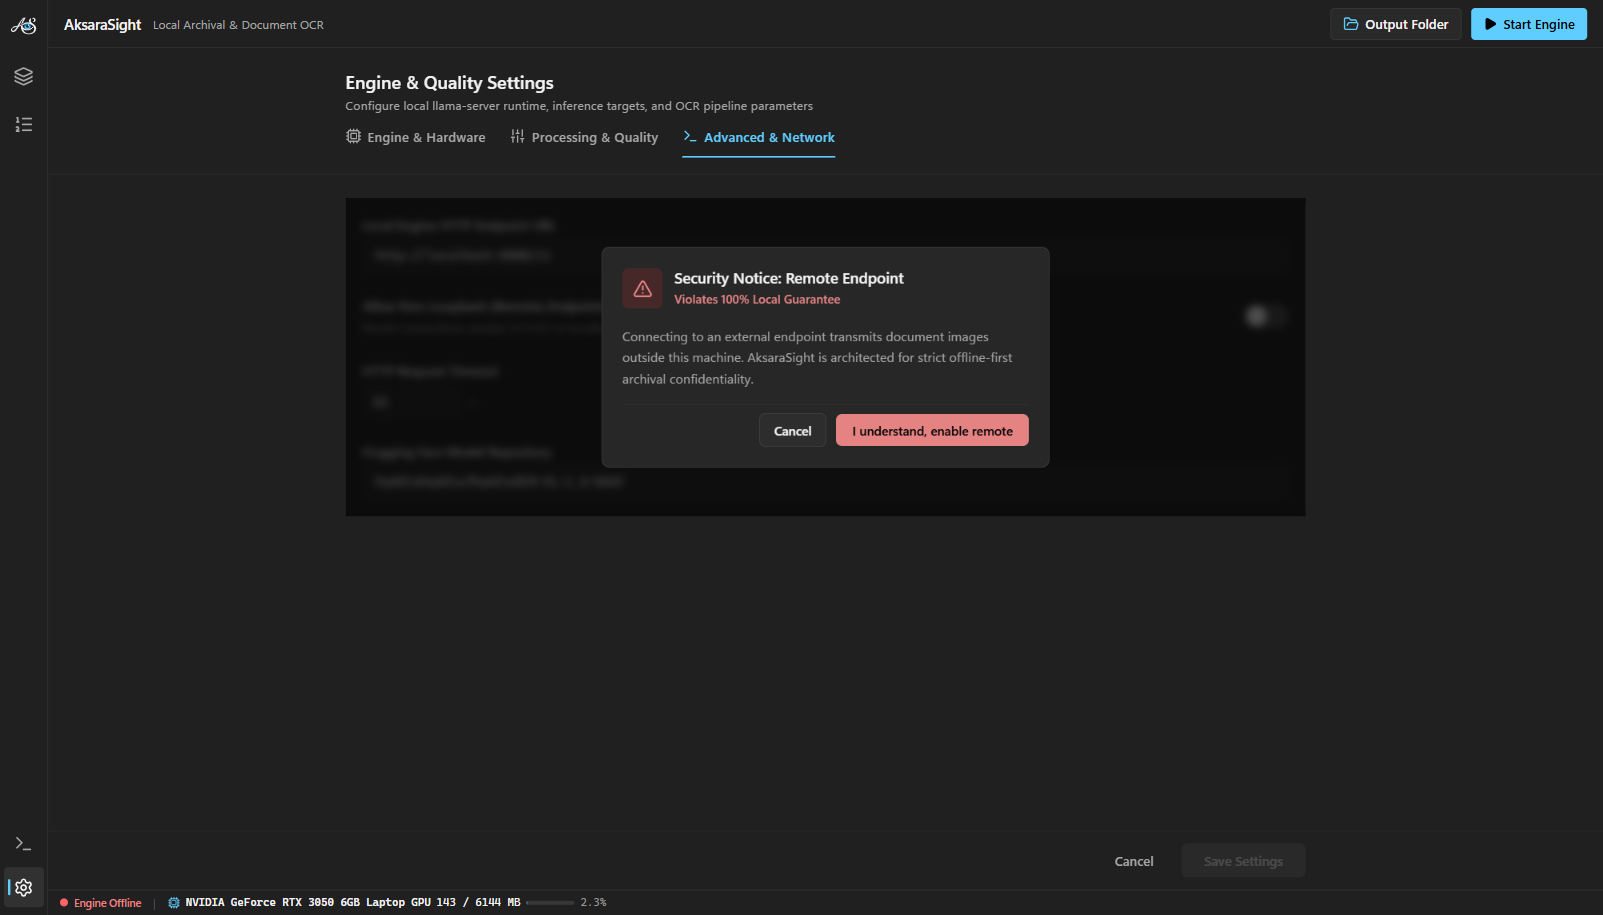 AksaraSight Local Archival & Document OCR
Output Folder
Start Engine
Engine & Quality Settings
Configure local llama-server runtime, inference targets, and OCR pipeline parameters
Engine & Hardware
Processing & Quality
Advanced & Network
Security Notice: Remote Endpoint
Violates 100% Local Guarantee
Connecting to an external endpoint transmits document images
outside this machine. AksaraSight is architected for strict offline-first
archival confidentiality.
Cancel
I understand, enable remote
Cancel
Save Settings
Engine Offline
NVIDIA GeForce RTX 3050 6GB Laptop GPU 143 / 6144 MB
2.3%